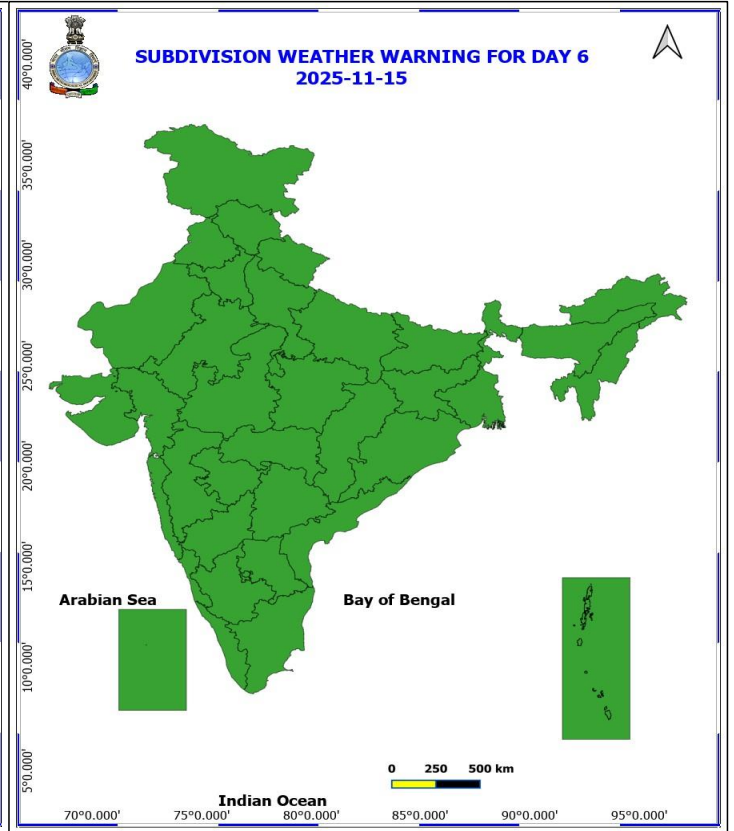 SUBDIVISION WEATHER WARNING FOR DAY 6
2025-11-15
40°0.000'
35°0.000'
30°0.000'
25°0.000'
20°0.000'
15°0.000'
10°0.000'
5°0.000'
Arabian Sea
Bay of Bengal
0 250 500 km
Indian Ocean
70°0.000' 75°0.000' 80°0.000' 85°0.000' 90°0.000' 95°0.000'